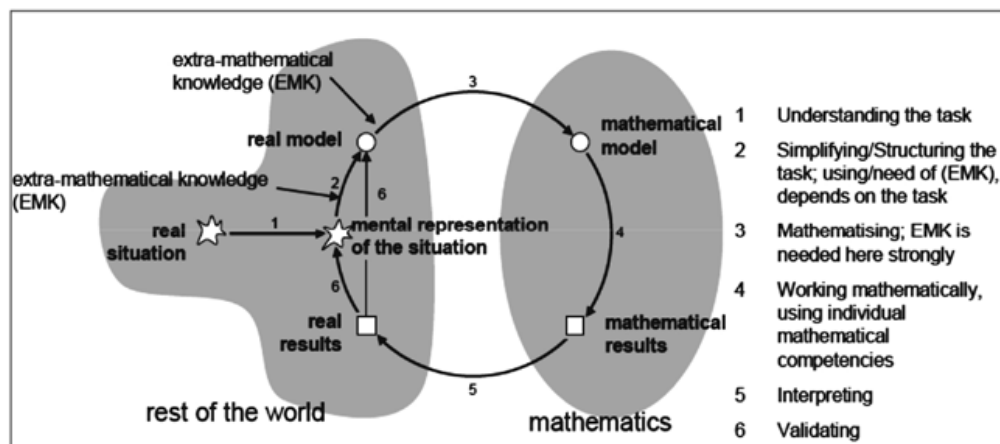 extra-mathematical
knowledge (EMK)
3
real model
mathematical
model
extra-mathematical knowledge
(EMK)
2
6
1
real
situation
mental representation
of the situation
4
6
real
results
mathematical
results
5
rest of the world
mathematics
1 Understanding the task
2 Simplifying/Structuring the
task; using/need of (EMK),
depends on the task
3 Mathematising; EMK is
needed here strongly
4 Working mathematically,
using individual
mathematical
competencies
5 Interpreting
6 Validating